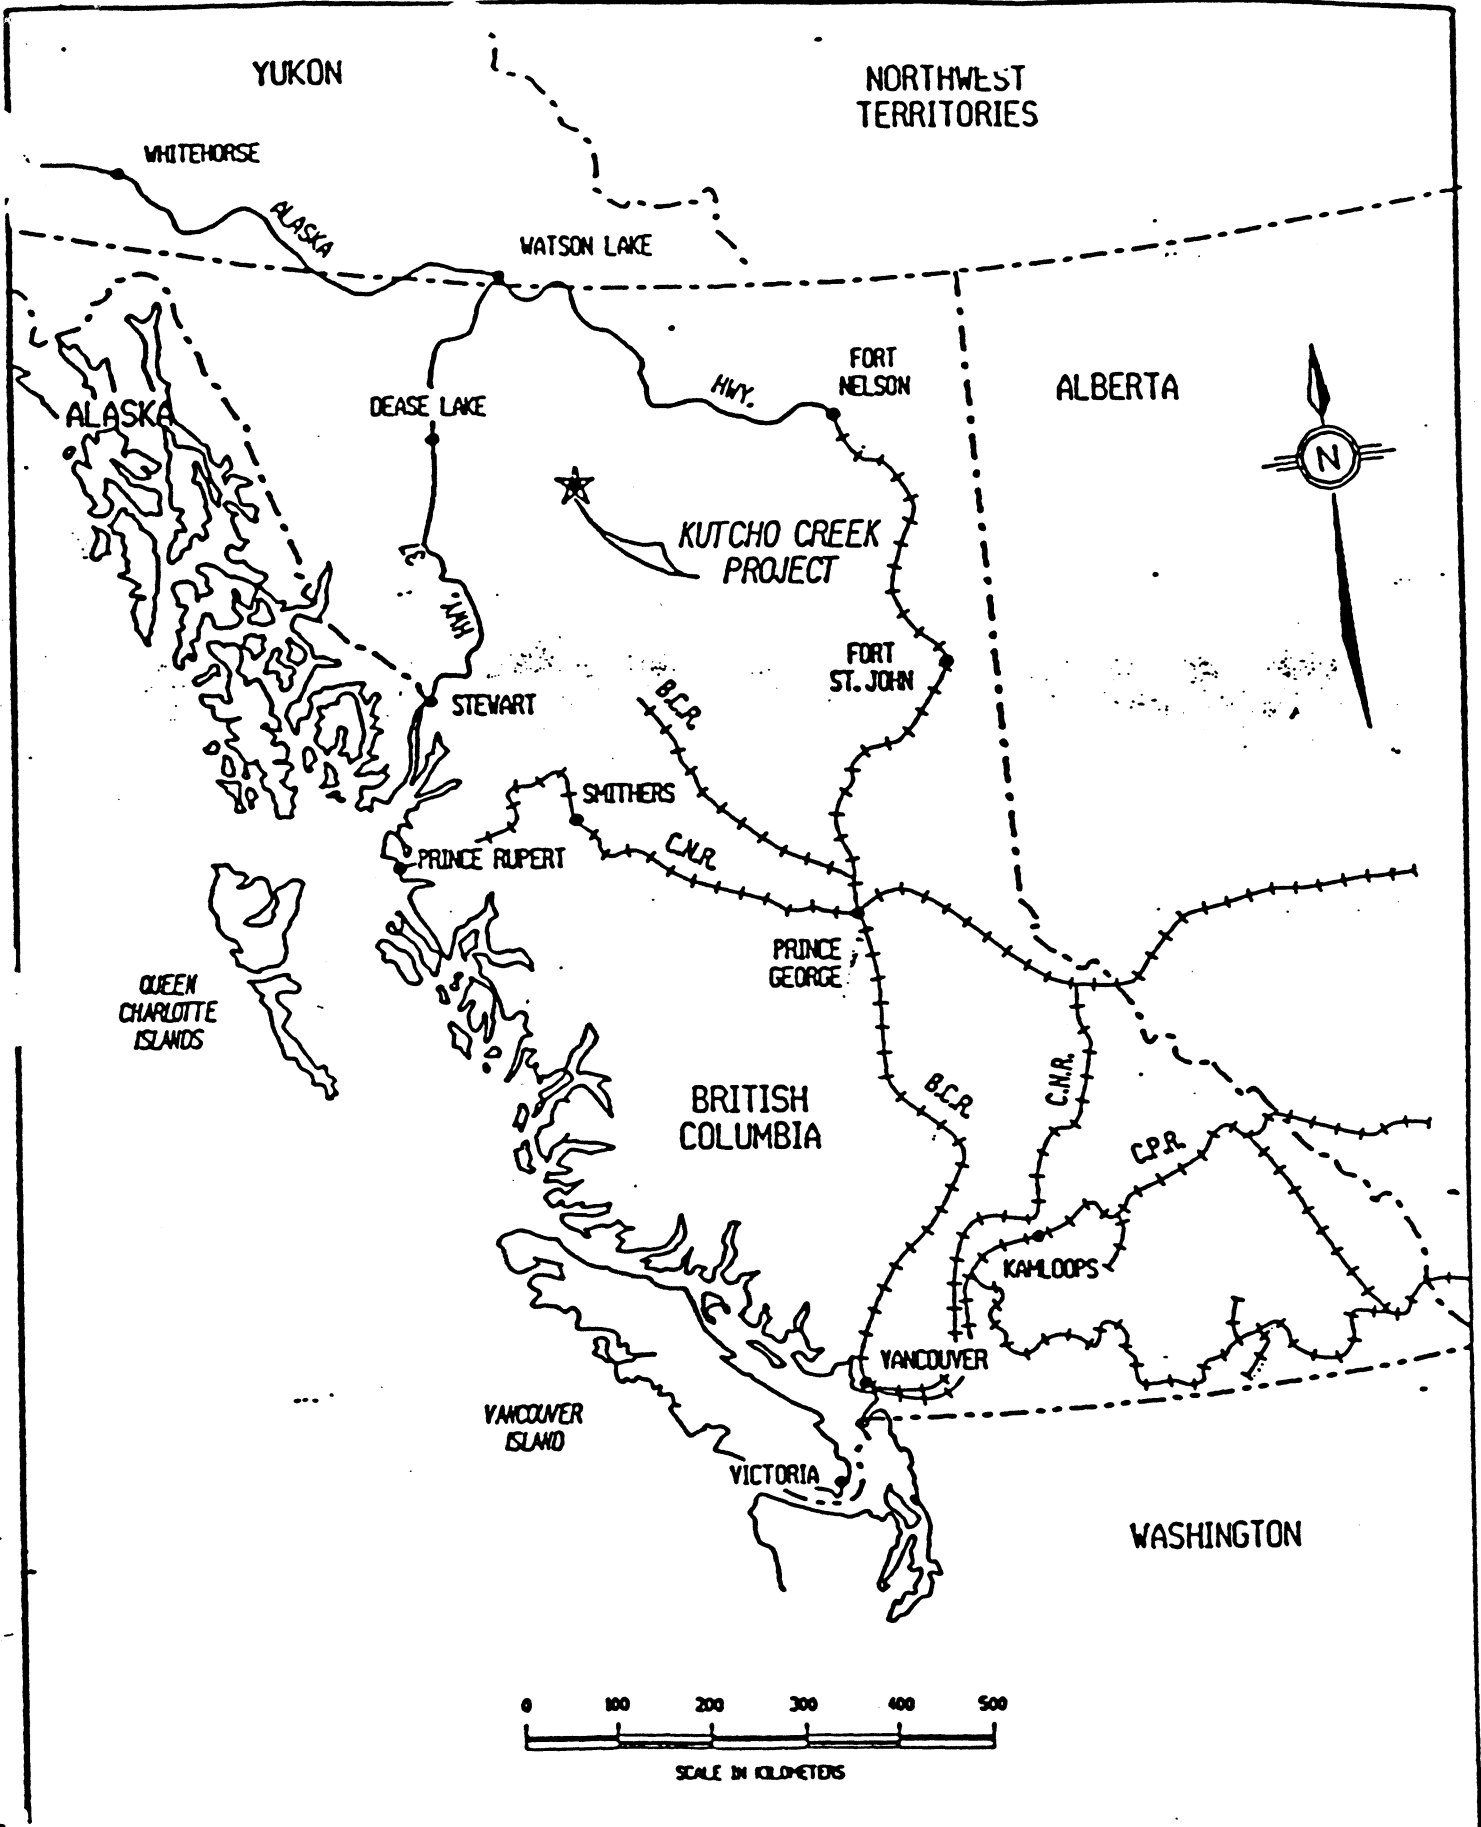 YUKON
NORTHWEST
TERRITORIES
WHITEHORSE
ALASKA
WATSON LAKE
FORT
NELSON
HWY.
ALBERTA
DEASE LAKE
ALASKA
N
KUTCHO CREEK
PROJECT
37
HWY.
FORT
ST. JOHN
B.C.R.
STEWART
SMITHERS
C.N.R.
PRINCE RUPERT
PRINCE
GEORGE
QUEEN
CHARLOTTE
ISLANDS
BRITISH
COLUMBIA
B.C.R.
C.N.R.
C.P.R.
KAMLOOPS
VANCOUVER
VANCOUVER
ISLAND
VICTORIA
WASHINGTON
0 100 200 300 400 500
SCALE IN KILOMETERS